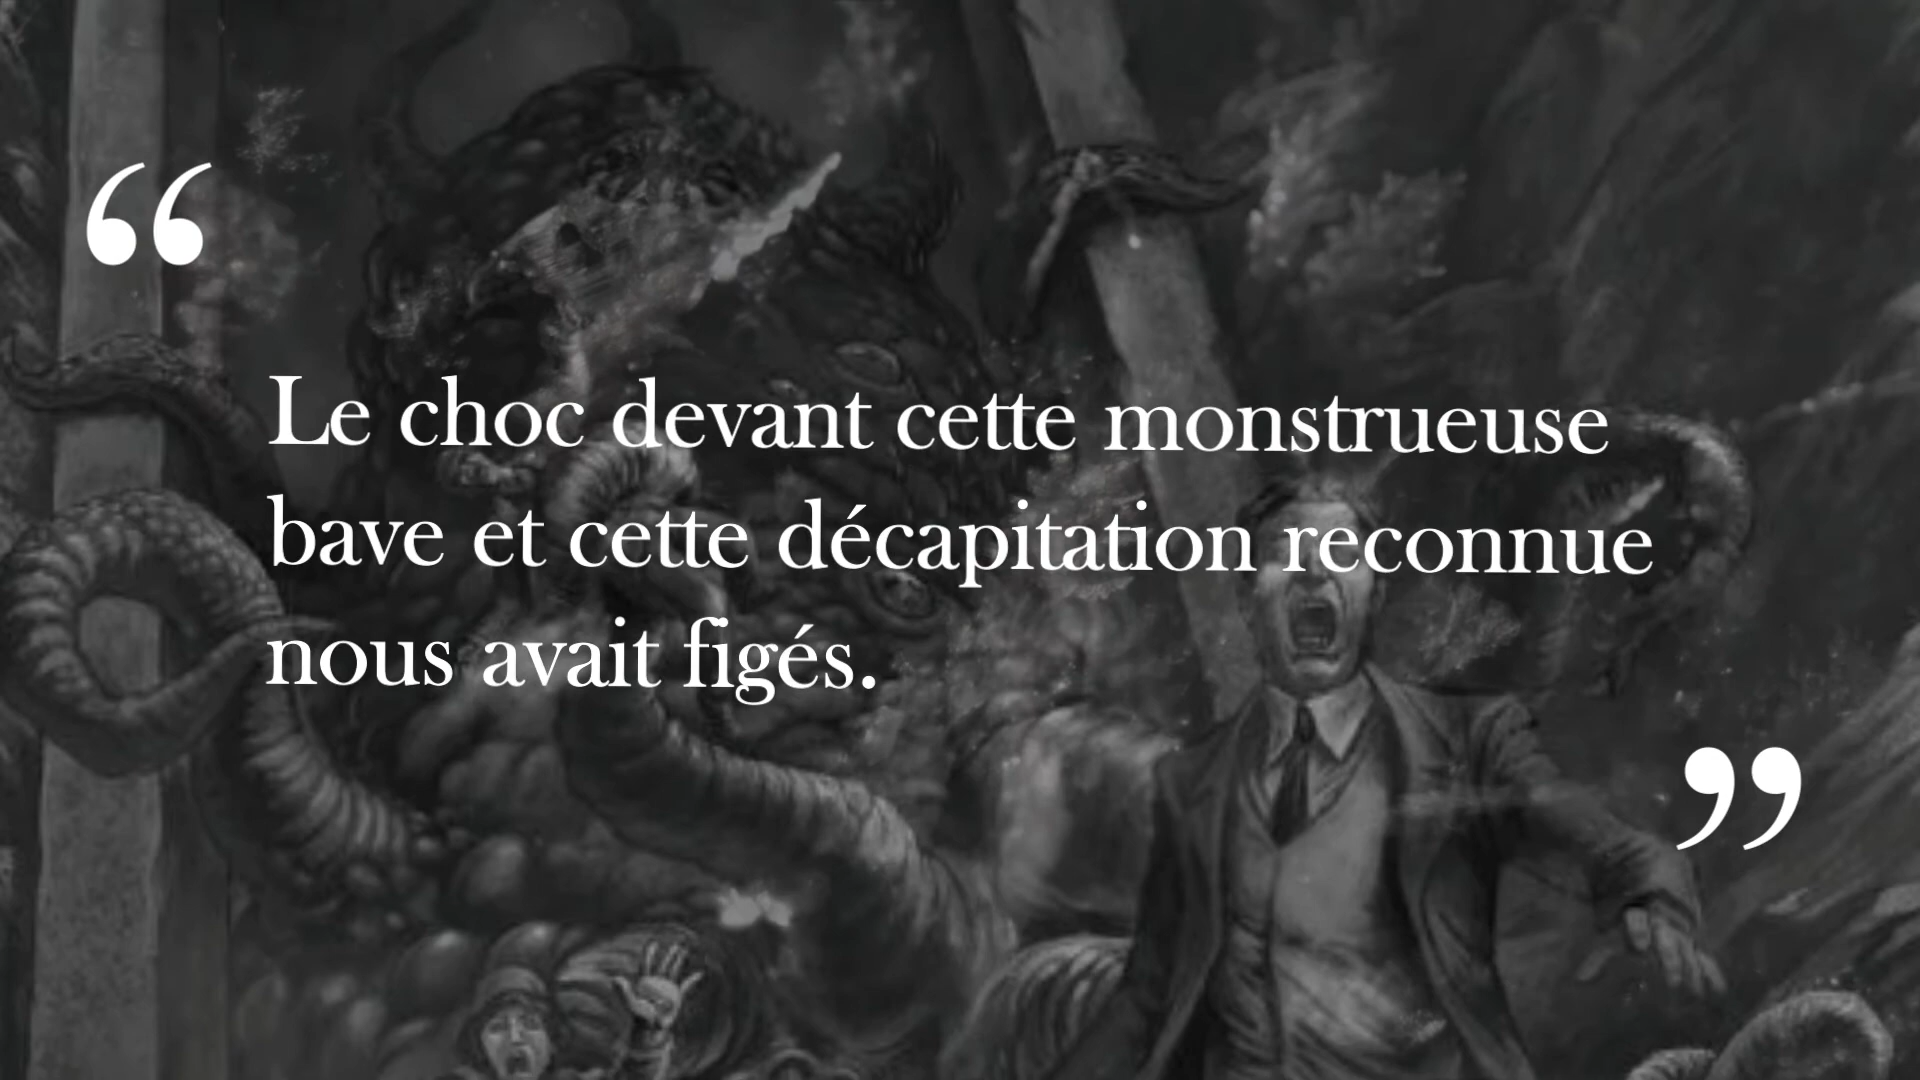 “
Le choc devant cette monstrueuse
bave et cette décapitation reconnue
nous avait figés.
”